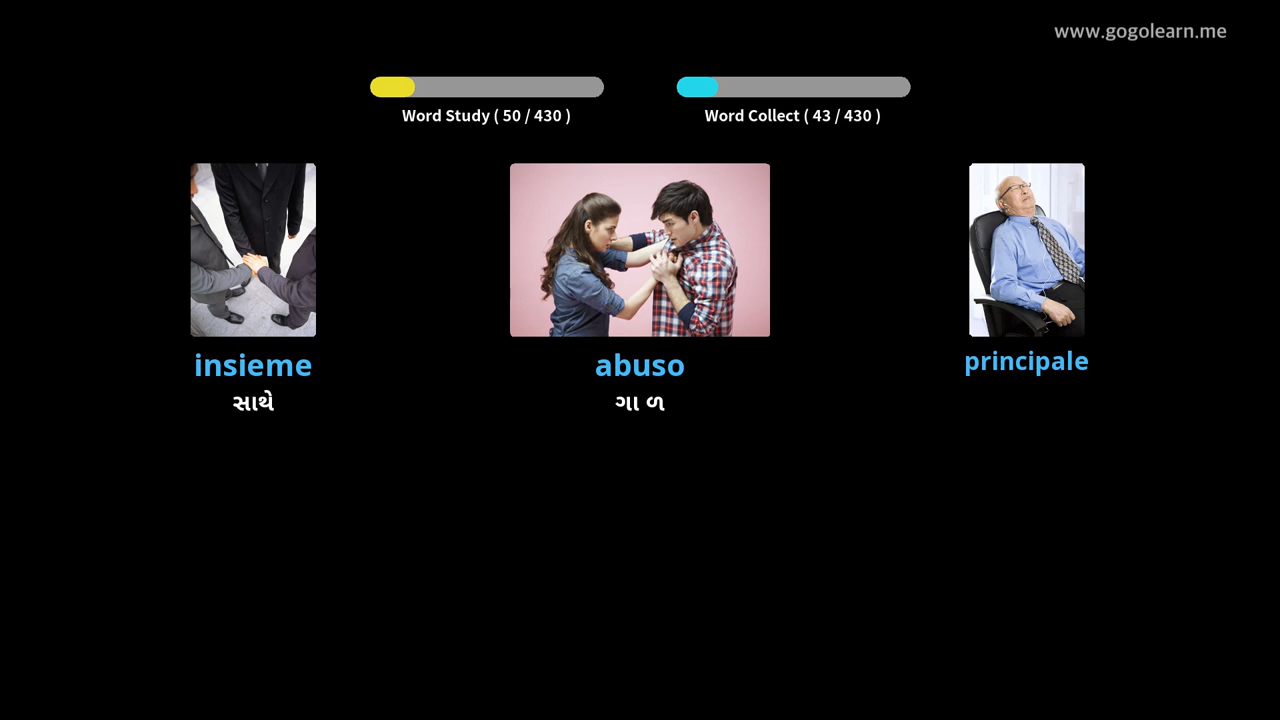 www.gogolearn.me
Word Study ( 50 / 430 )
Word Collect ( 43 / 430 )
insieme
abuso
principale
સાથે
ગા ળ